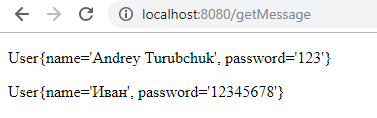 localhost:8080/getMessage
User{name='Andrey Turubchuk', password='123'}
User{name='Иван', password='12345678'}